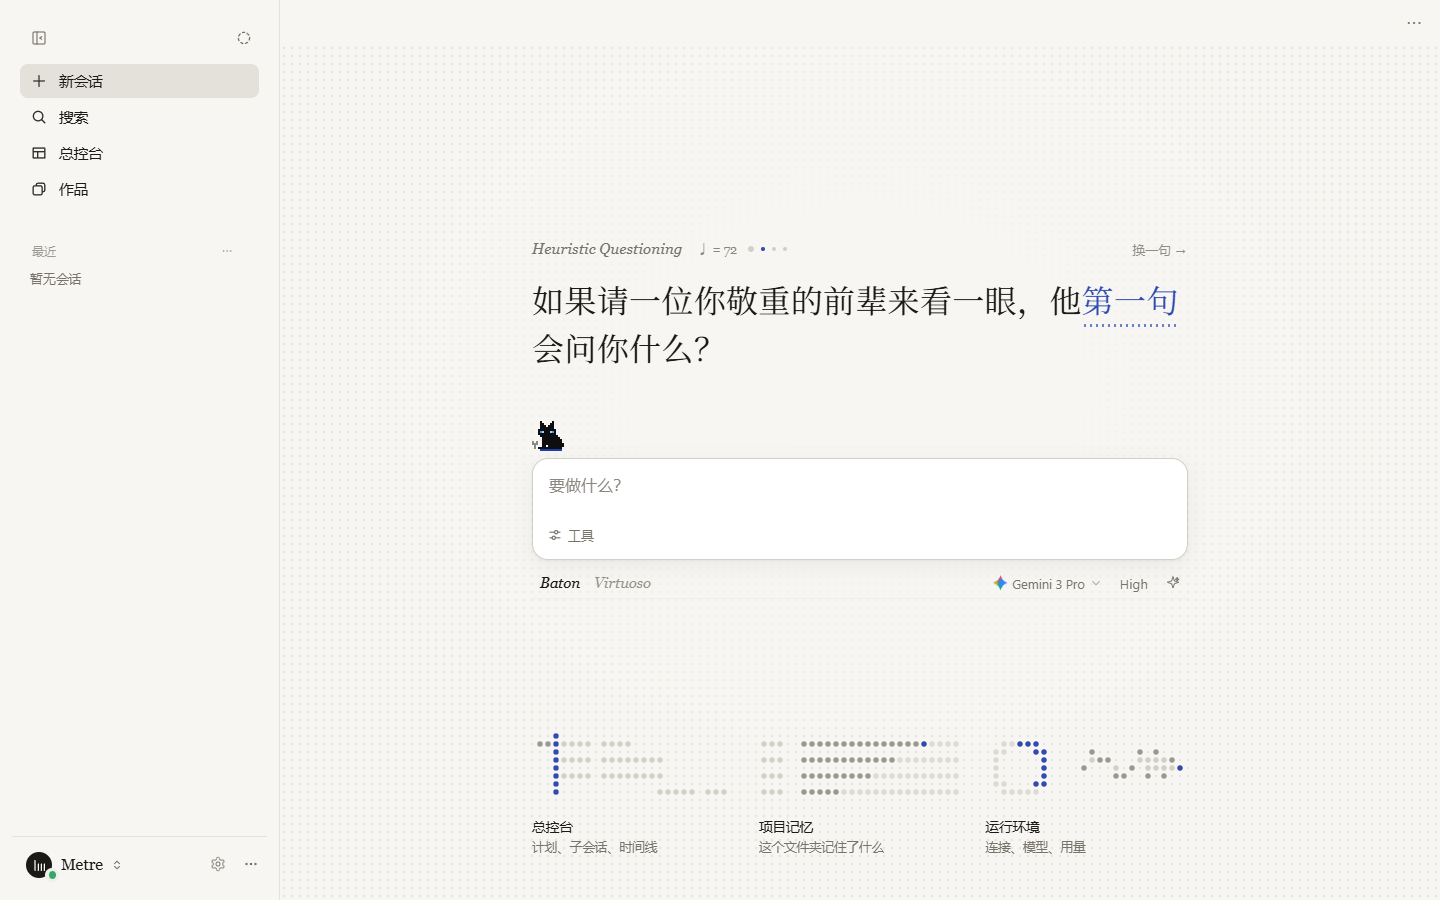 新会话
搜索
总控台
作品
最近
暂无会话
Metre
Heuristic Questioning ♩ = 72
换一句 →
如果请一位你敬重的前辈来看一眼，他第一句
会问你什么？
要做什么？
工具
Baton Virtuoso
Gemini 3 Pro High
总控台
计划、子会话、时间线
项目记忆
这个文件夹记住了什么
运行环境
连接、模型、用量